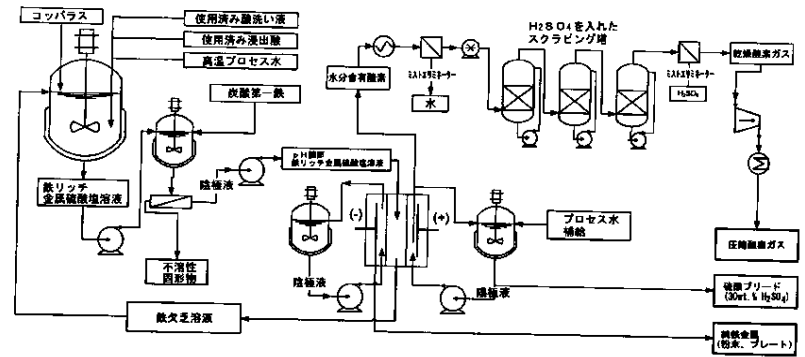 コッパラス
使用済み酸洗い液
使用済み浸出酸
高温プロセス水
炭酸第一鉄
鉄リッチ
金属硫酸塩溶液
不溶性
固形物
陰極液
pH調節
鉄リッチ金属硫酸塩溶液
水分含有酸素
ミストエリミネーター
水
H₂SO₄を入れた
スクラビング塔
ミストエリミネーター
H₂SO₄
乾燥酸素ガス
M
圧縮酸素ガス
(-)
(+)
プロセス水
補給
陰極液
陽極液
硫酸ブリード
(30wt.% H₂SO₄)
鉄欠乏溶液
純鉄金属
(粉末、プレート)